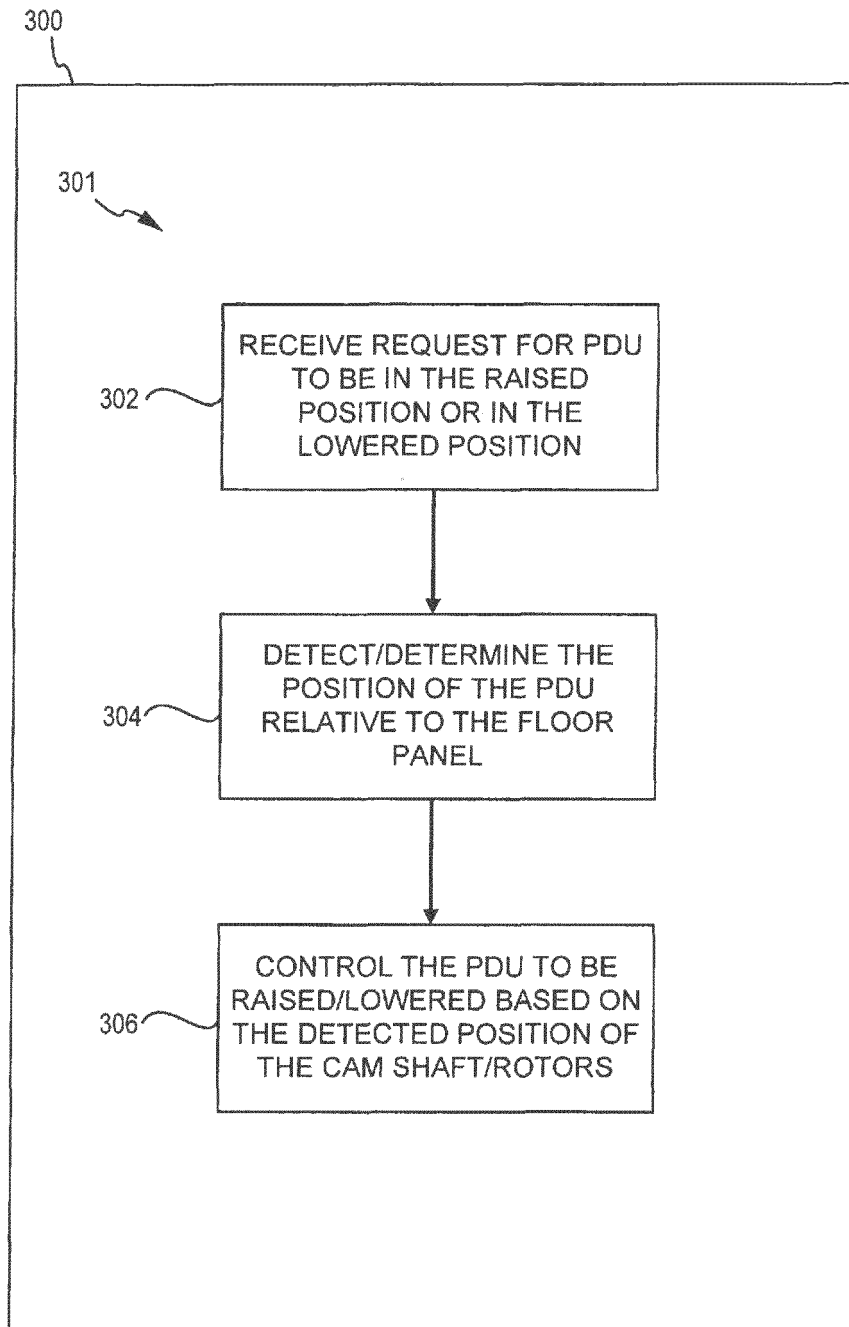 300
301
302
RECEIVE REQUEST FOR PDU
TO BE IN THE RAISED
POSITION OR IN THE
LOWERED POSITION
304
DETECT/DETERMINE THE
POSITION OF THE PDU
RELATIVE TO THE FLOOR
PANEL
306
CONTROL THE PDU TO BE
RAISED/LOWERED BASED ON
THE DETECTED POSITION OF
THE CAM SHAFT/ROTORS